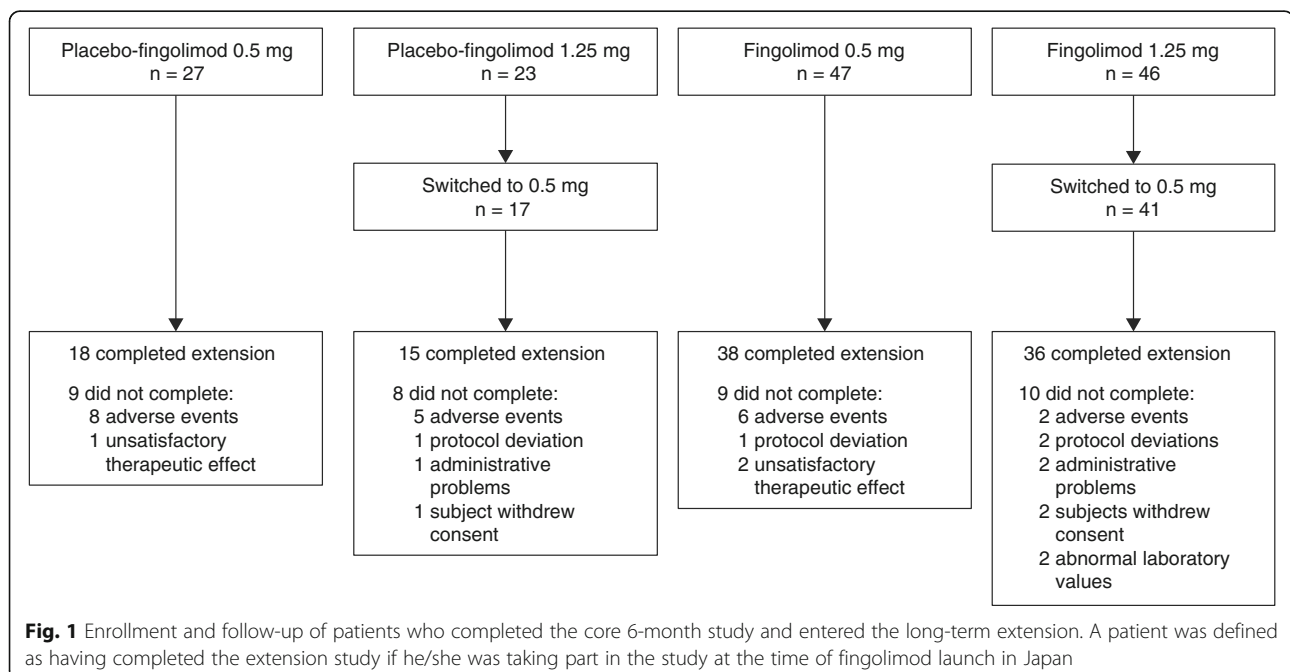 Placebo-fingolimod 0.5 mg
n = 27
Placebo-fingolimod 1.25 mg
n = 23
Fingolimod 0.5 mg
n = 47
Fingolimod 1.25 mg
n = 46
Switched to 0.5 mg
n = 17
Switched to 0.5 mg
n = 41
18 completed extension
9 did not complete:
8 adverse events
1 unsatisfactory
therapeutic effect
15 completed extension
8 did not complete:
5 adverse events
1 protocol deviation
1 administrative
problems
1 subject withdrew
consent
38 completed extension
9 did not complete:
6 adverse events
1 protocol deviation
2 unsatisfactory
therapeutic effect
36 completed extension
10 did not complete:
2 adverse events
2 protocol deviations
2 administrative
problems
2 subjects withdrew
consent
2 abnormal laboratory
values
Fig. 1 Enrollment and follow-up of patients who completed the core 6-month study and entered the long-term extension. A patient was defined
as having completed the extension study if he/she was taking part in the study at the time of fingolimod launch in Japan